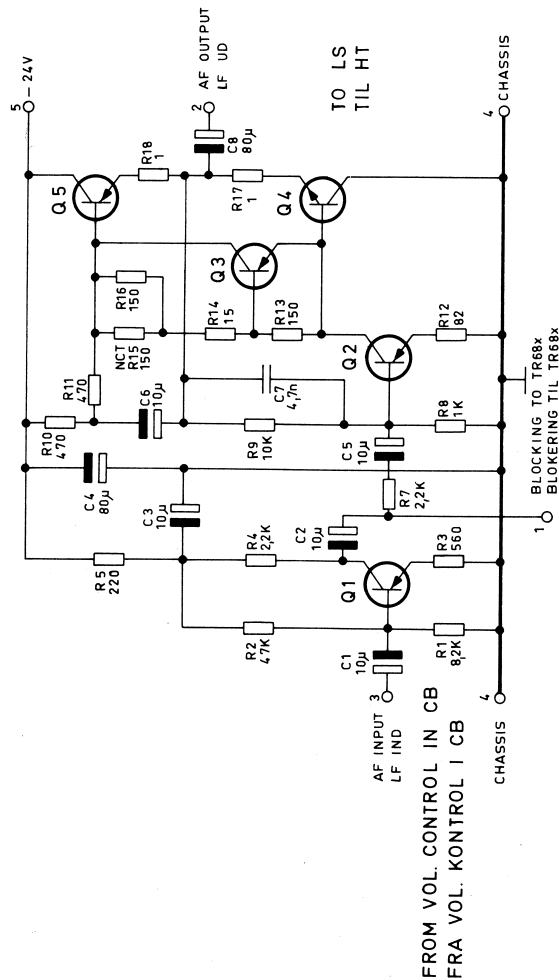 5
- 24V
2
AF OUTPUT
LF UD
TO LS
TIL HT
4
CHASSIS
Q5
R18
1
C8
80µ
R17
1
Q4
Q3
R16
150
NCT
R15
150
R14
15
R13
150
R11
470
R10
470
C6
10µ
C7
4,7n
R9
10K
Q2
R12
82
R8
1K
C5
10µ
R7
2,2K
C4
80µ
C3
10µ
C2
10µ
R5
220
R4
2,2K
Q1
R3
560
R2
47K
C1
10µ
R1
8,2K
3
AF INPUT
LF IND
1
BLOCKING TO TR68x
BLOKERING TIL TR68x
4
CHASSIS
FROM VOL. CONTROL IN CB
FRA VOL. KONTROL I CB